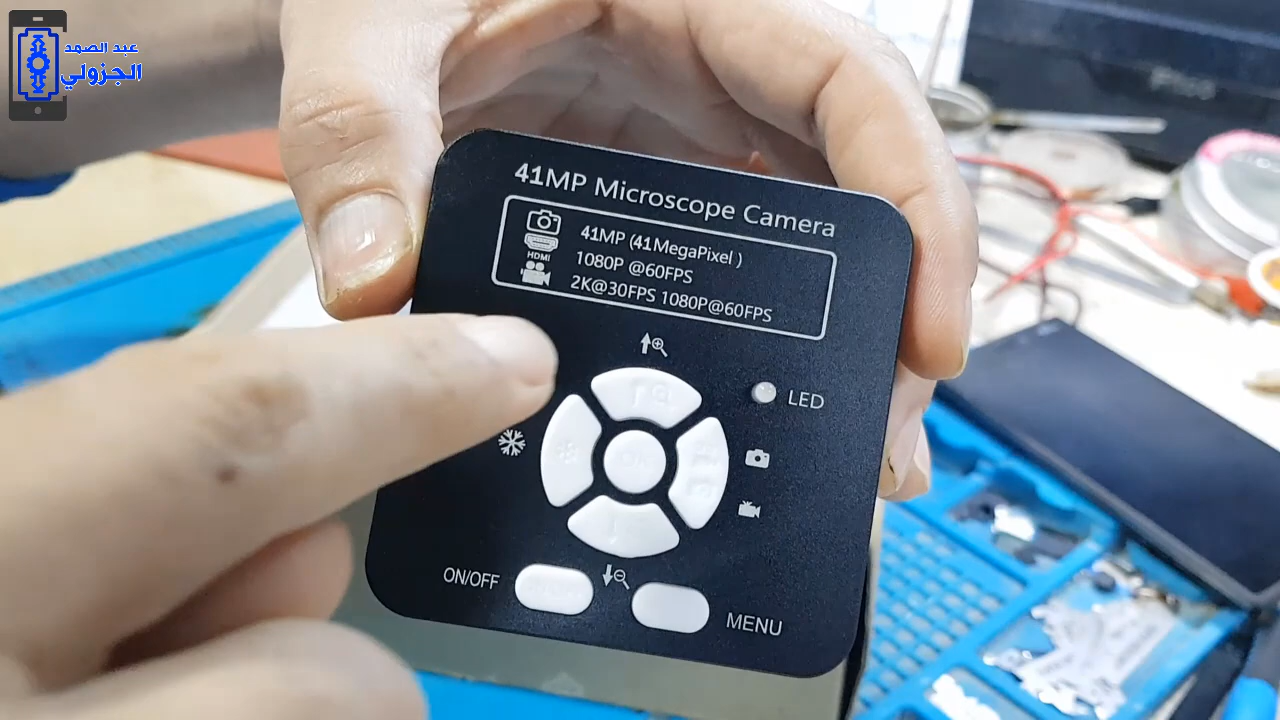 عبد الصمد
الجزولي
41MP Microscope Camera
41MP (41MegaPixel )
HDMI
1080P @60FPS
2K@30FPS 1080P@60FPS
LED
ON/OFF
MENU